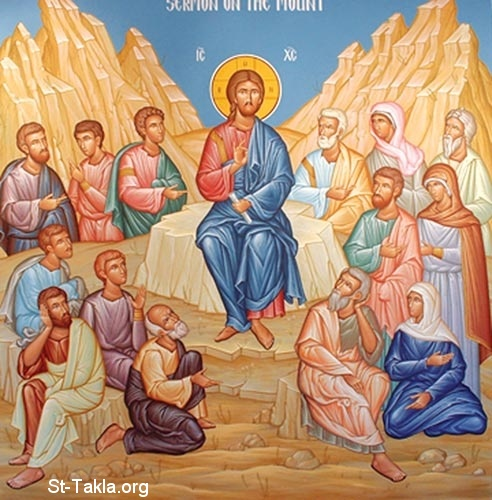 SERMON ON THE MOUNT
IC XC
St-Takla.org